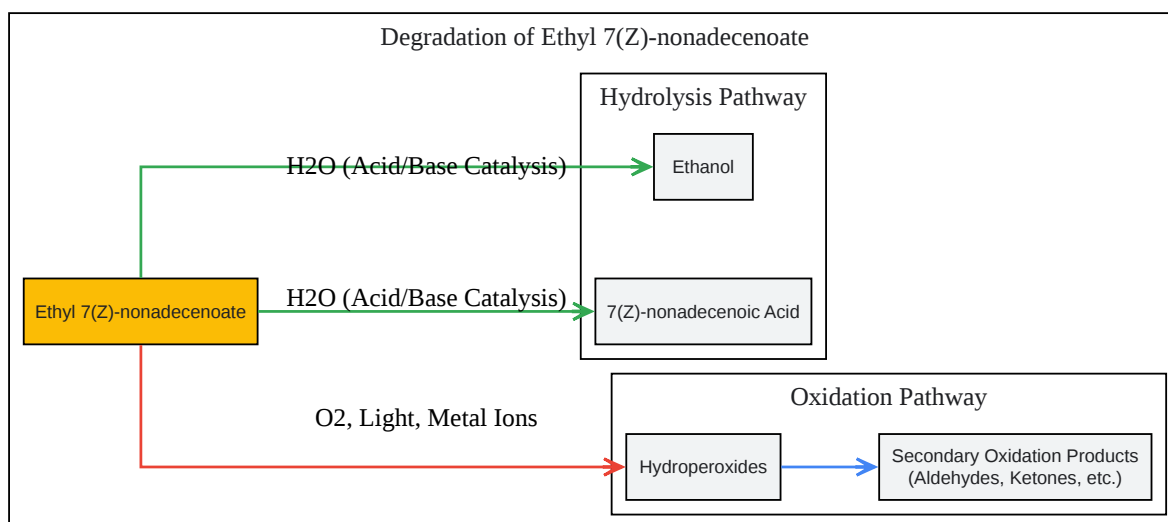 Degradation of Ethyl 7(Z)-nonadecenoate
Hydrolysis Pathway
H2O (Acid/Base Catalysis)
Ethanol
Ethyl 7(Z)-nonadecenoate
H2O (Acid/Base Catalysis)
7(Z)-nonadecenoic Acid
O2, Light, Metal Ions
Oxidation Pathway
Hydroperoxides
Secondary Oxidation Products
(Aldehydes, Ketones, etc.)